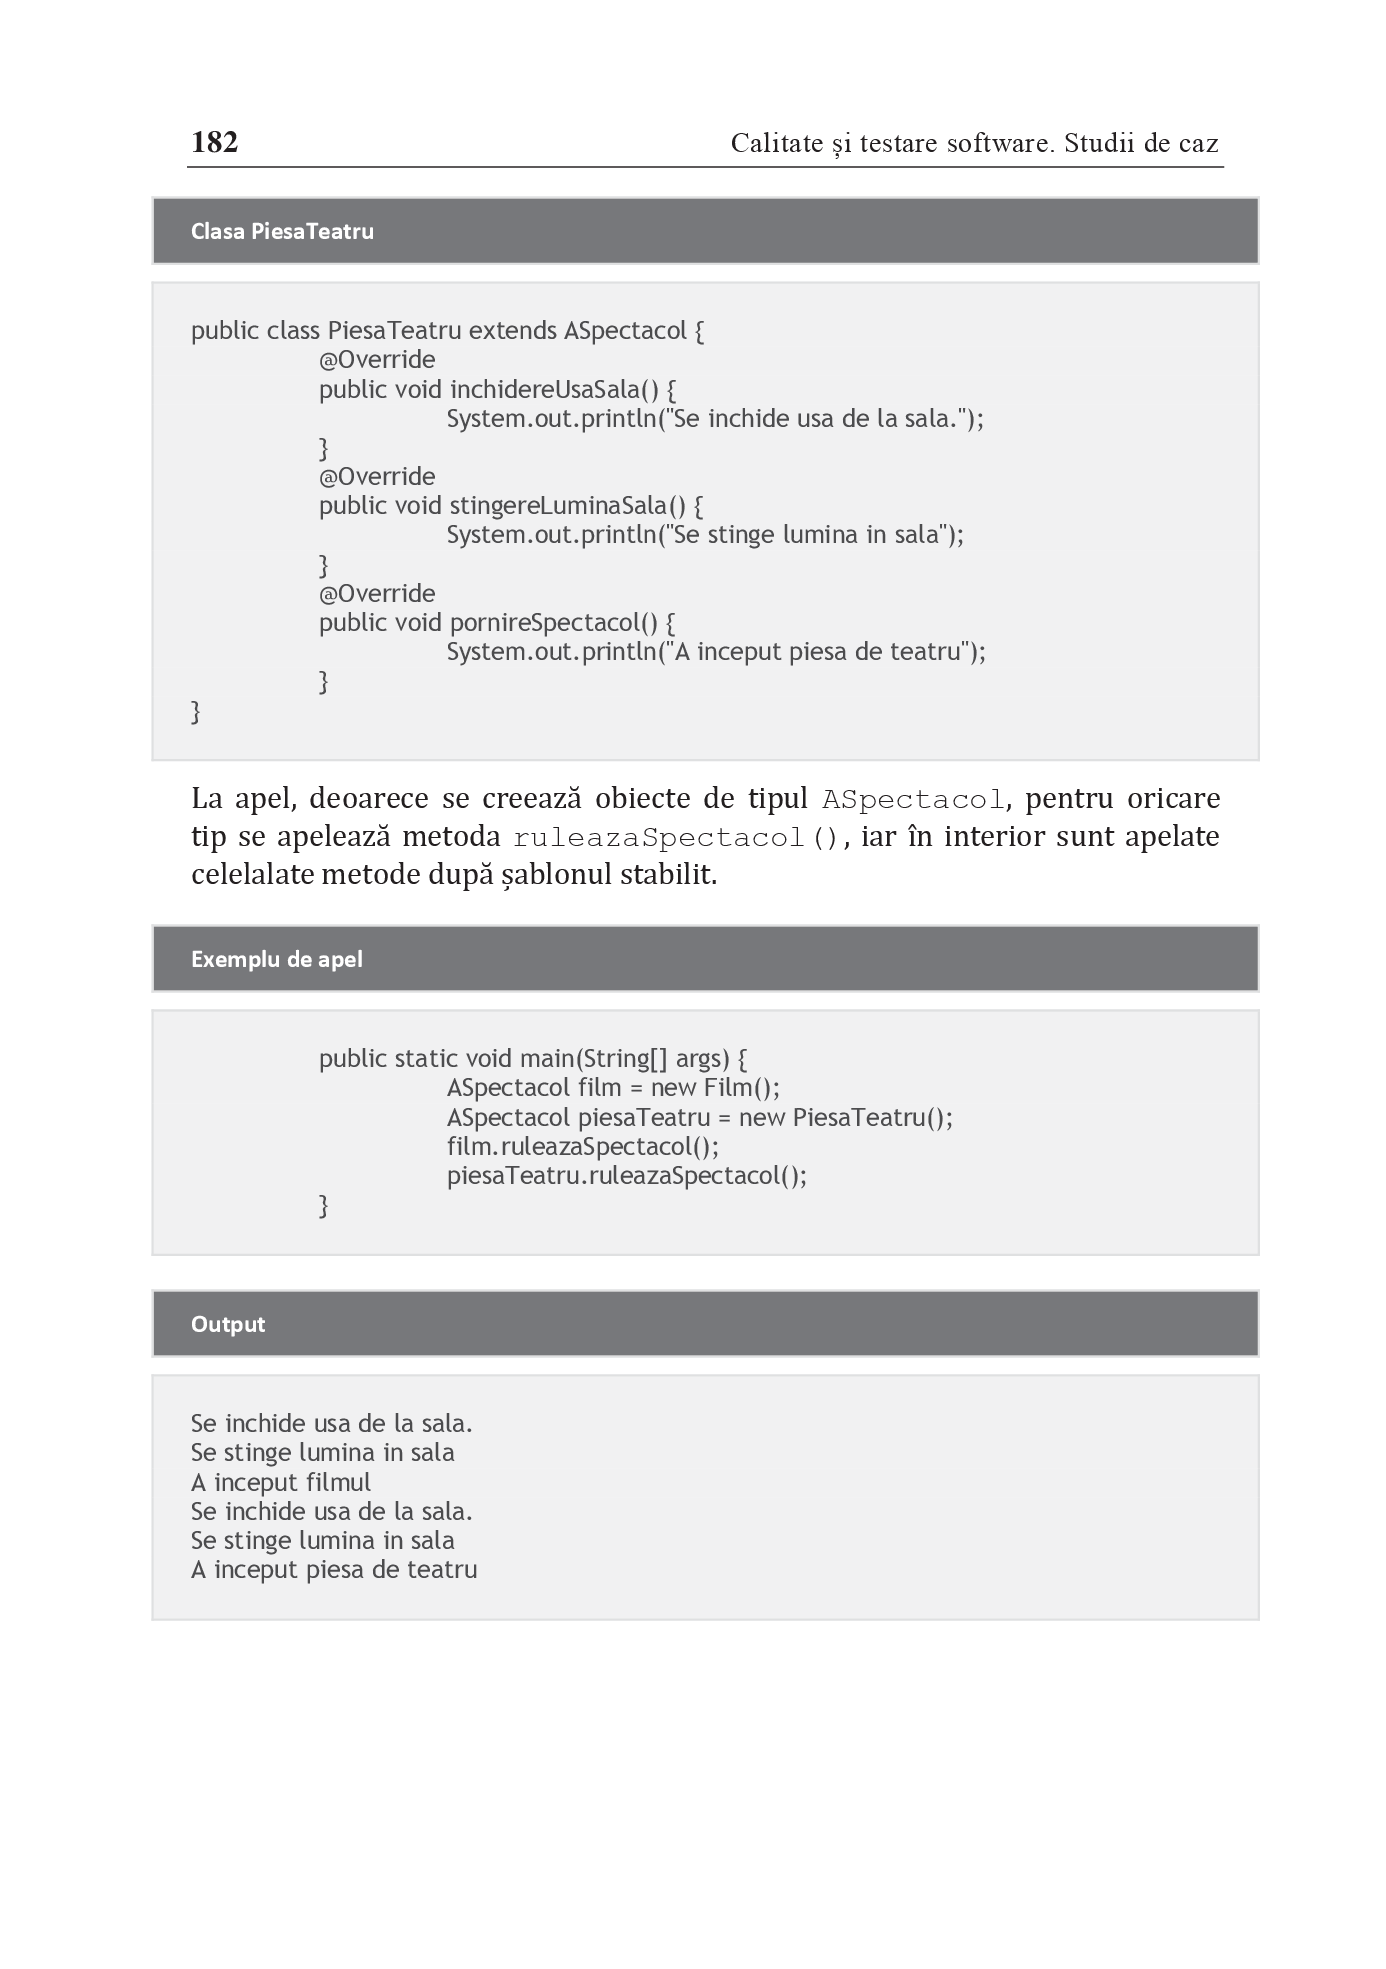 182 Calitate și testare software. Studii de caz
Clasa PiesaTeatru
public class PiesaTeatru extends ASpectacol {
@Override
public void inchidereUsaSala() {
System.out.println("Se inchide usa de la sala.");
}
@Override
public void stingereLuminaSala() {
System.out.println("Se stinge lumina in sala");
}
@Override
public void pornireSpectacol() {
System.out.println("A inceput piesa de teatru");
}
}
La apel, deoarece se creează obiecte de tipul ASpectacol, pentru oricare
tip se apelează metoda ruleazaSpectacol(), iar în interior sunt apelate
celelalate metode după șablonul stabilit.
Exemplu de apel
public static void main(String[] args) {
ASpectacol film = new Film();
ASpectacol piesaTeatru = new PiesaTeatru();
film.ruleazaSpectacol();
piesaTeatru.ruleazaSpectacol();
}
Output
Se inchide usa de la sala.
Se stinge lumina in sala
A inceput filmul
Se inchide usa de la sala.
Se stinge lumina in sala
A inceput piesa de teatru